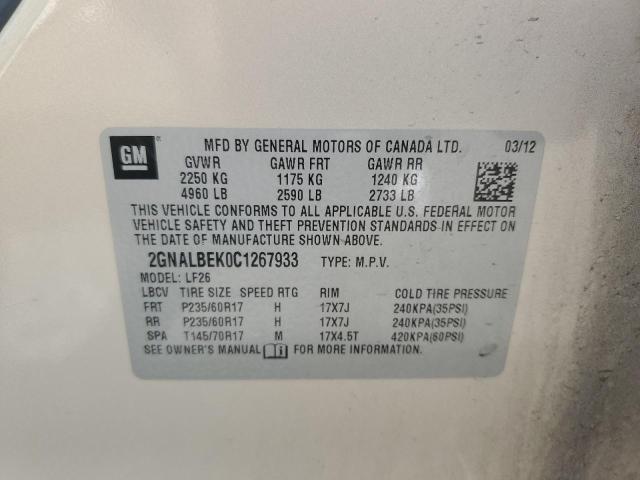 GM MFD BY GENERAL MOTORS OF CANADA LTD. 03/12
GVWR GAWR FRT GAWR RR
2250 KG 1175 KG 1240 KG
4960 LB 2590 LB 2733 LB
THIS VEHICLE CONFORMS TO ALL APPLICABLE U.S. FEDERAL MOTOR
VEHICLE SAFETY AND THEFT PREVENTION STANDARDS IN EFFECT ON
THE DATE OF MANUFACTURE SHOWN ABOVE.
2GNALBEK0C1267933 TYPE: M.P.V.
MODEL: LF26
LBCV TIRE SIZE SPEED RTG RIM COLD TIRE PRESSURE
FRT P235/60R17 H 17X7J 240KPA(35PSI)
RR P235/60R17 H 17X7J 240KPA(35PSI)
SPA T145/70R17 M 17X4.5T 420KPA(60PSI)
SEE OWNER'S MANUAL FOR MORE INFORMATION.